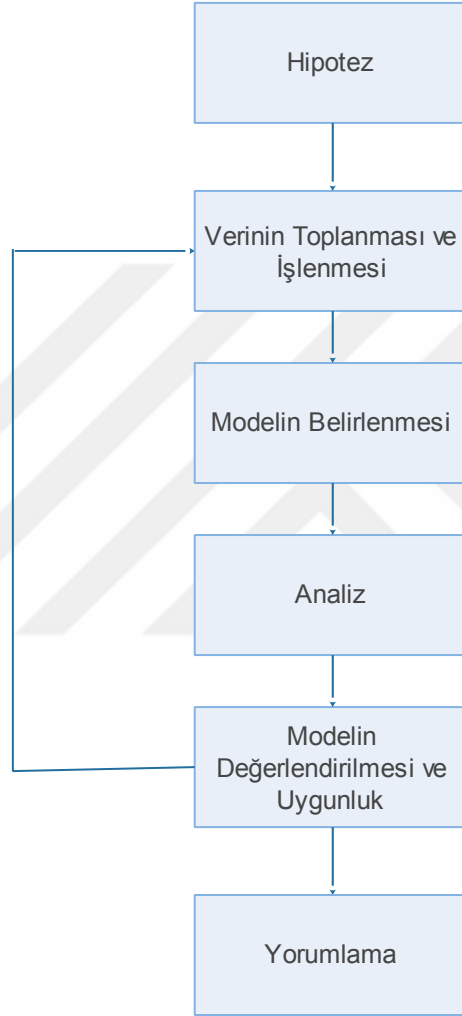 Hipotez
Verinin Toplanması ve
İşlenmesi
Modelin Belirlenmesi
Analiz
Modelin
Değerlendirilmesi ve
Uygunluk
Yorumlama